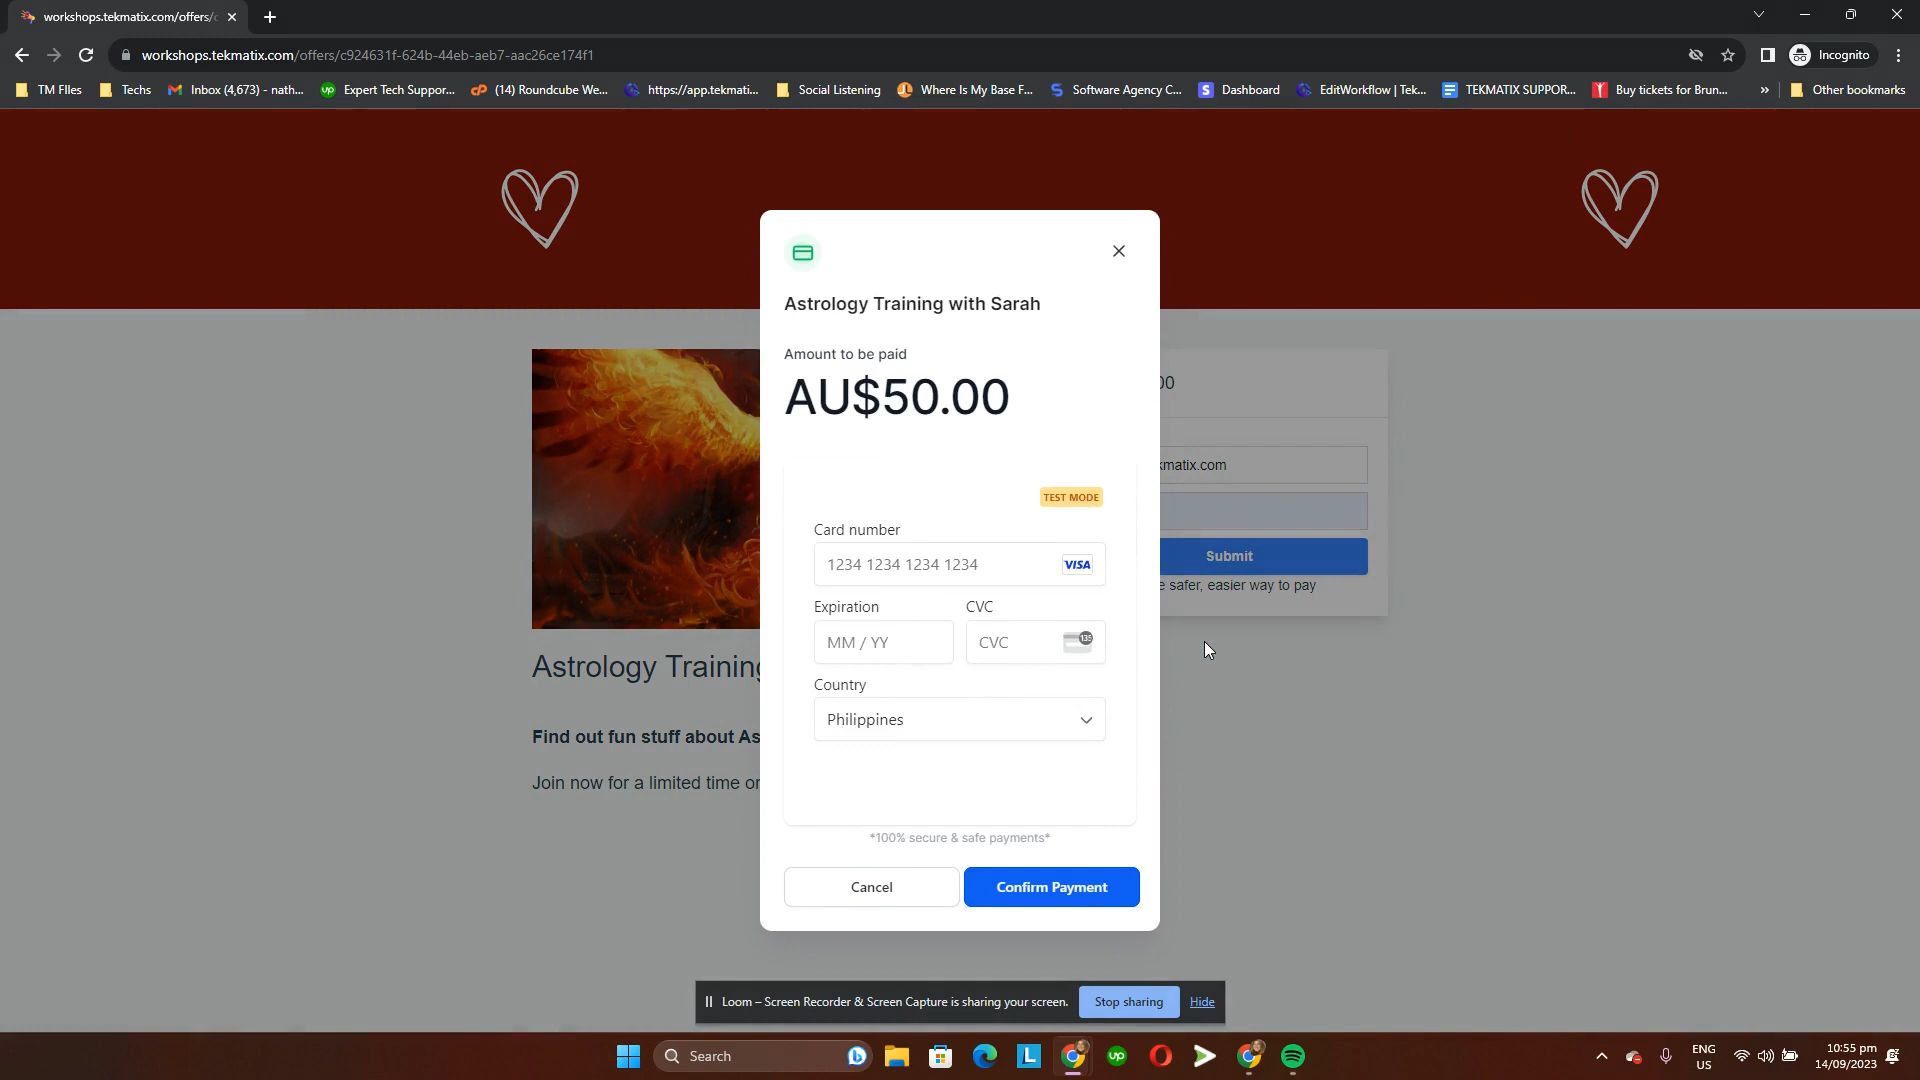 workshops.tekmatix.com/offers/
workshops.tekmatix.com/offers/c924631f-624b-44eb-aeb7-aac26ce174f1
Incognito
TM FIles
Techs
Inbox (4,673) - nath...
Expert Tech Suppor...
(14) Roundcube We...
https://app.tekmati...
Social Listening
Where Is My Base F...
Software Agency C...
Dashboard
EditWorkflow | Tek...
TEKMATIX SUPPOR...
Buy tickets for Brun...
»
Other bookmarks
Astrology Training with Sarah
Amount to be paid
AU$50.00
TEST MODE
Card number
1234 1234 1234 1234
VISA
Expiration
CVC
MM / YY
CVC
135
Country
Philippines
*100% secure & safe payments*
Cancel
Confirm Payment
00
kmatix.com
Submit
e safer, easier way to pay
Astrology Training
Find out fun stuff about As
Join now for a limited time or
Loom – Screen Recorder & Screen Capture is sharing your screen.
Stop sharing
Hide
Search
ENG
US
10:55 pm
14/09/2023